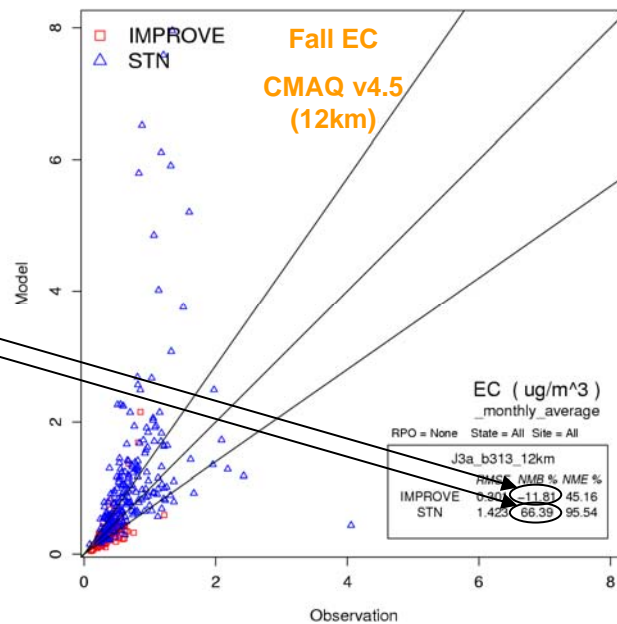 8
IMPROVE
STN
Fall EC
CMAQ v4.5
(12km)
6
Model
4
2
0
EC ( ug/m^3 )
_monthly_average
RPO = None State = All Site = All
J3a_b313_12km
RMSE NMB % NME %
IMPROVE -11.81 45.16
STN 1.423 66.39 95.54
0 2 4 6 8
Observation